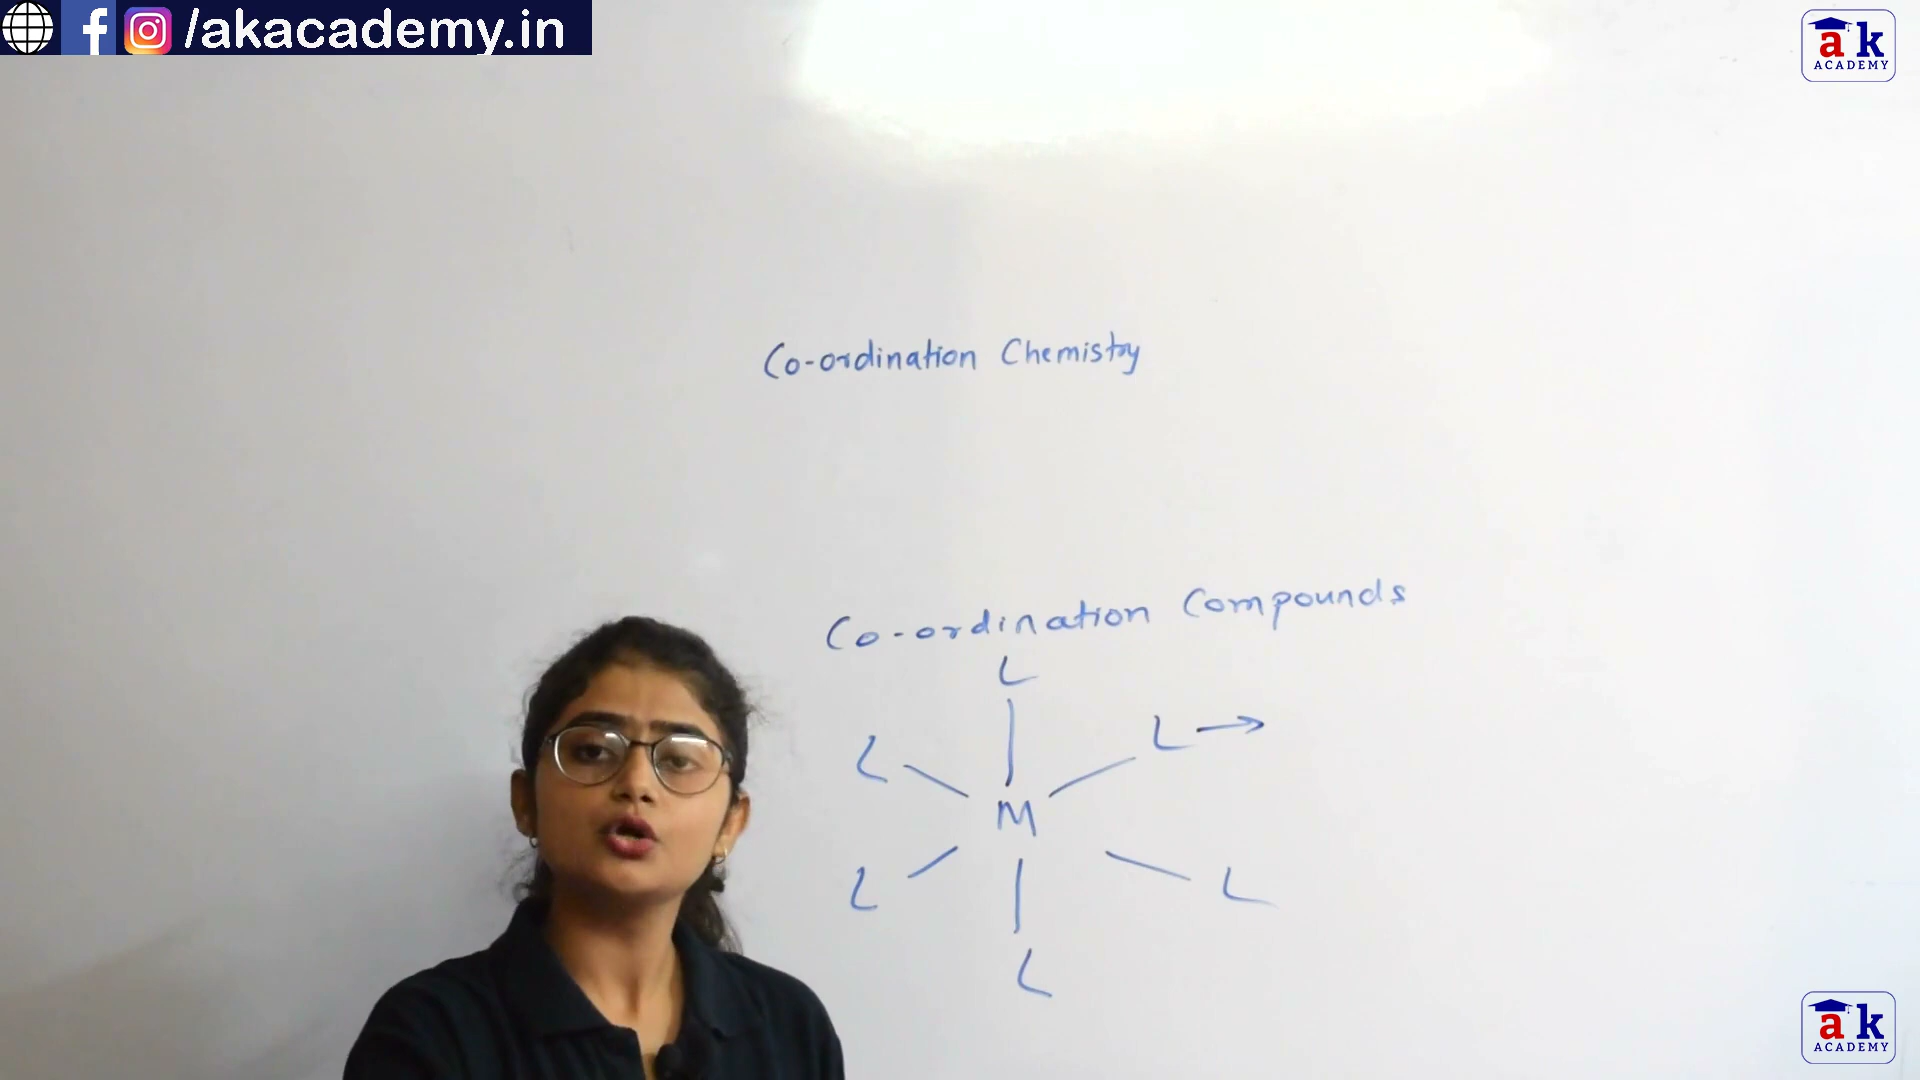 /akacademy.in
ak
ACADEMY
Co-ordination Chemistry
Co-ordination Compounds
L
L L →
M
L L
L
ak
ACADEMY